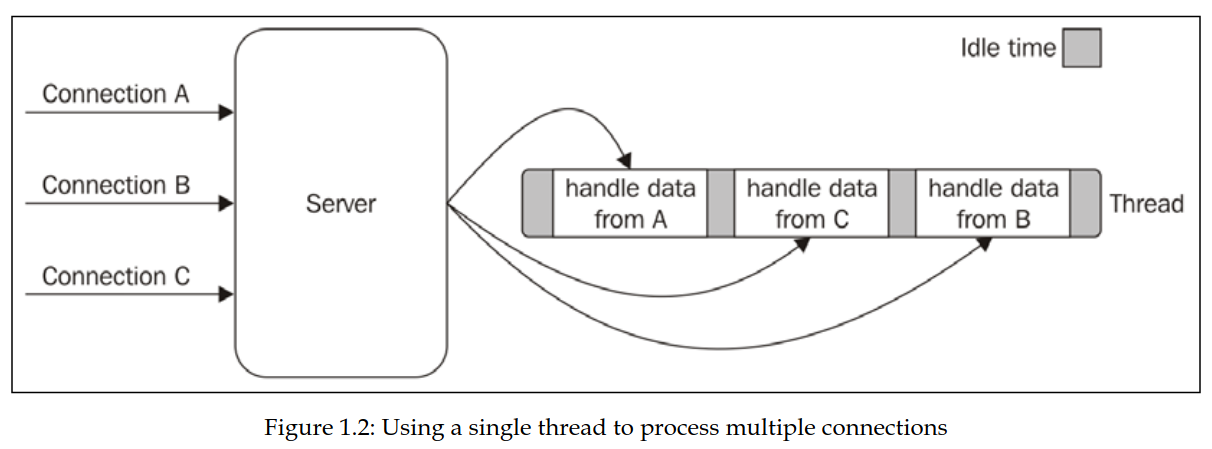 Idle time
Connection A
Connection B
Connection C
Server
handle data
from A
handle data
from C
handle data
from B
Thread
Figure 1.2: Using a single thread to process multiple connections